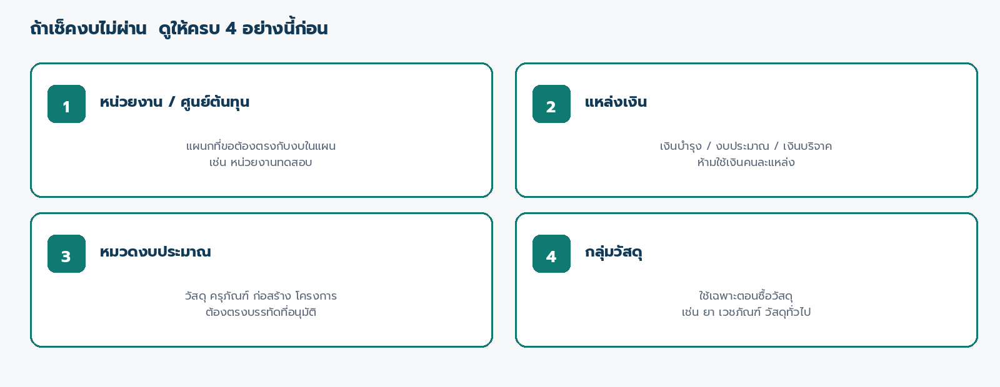 ถ้าเช็คงบไม่ผ่าน ดูให้ครบ 4 อย่างนี้ก่อน
1 หน่วยงาน / ศูนย์ต้นทุน
แผนกที่ขอต้องตรงกับงบในแผน
เช่น หน่วยงานทดสอบ
2 แหล่งเงิน
เงินบำรุง / งบประมาณ / เงินบริจาค
ห้ามใช้เงินคนละแหล่ง
3 หมวดงบประมาณ
วัสดุ ครุภัณฑ์ ก่อสร้าง โครงการ
ต้องตรงบรรทัดที่อนุมัติ
4 กลุ่มวัสดุ
ใช้เฉพาะตอนซื้อวัสดุ
เช่น ยา เวชภัณฑ์ วัสดุทั่วไป